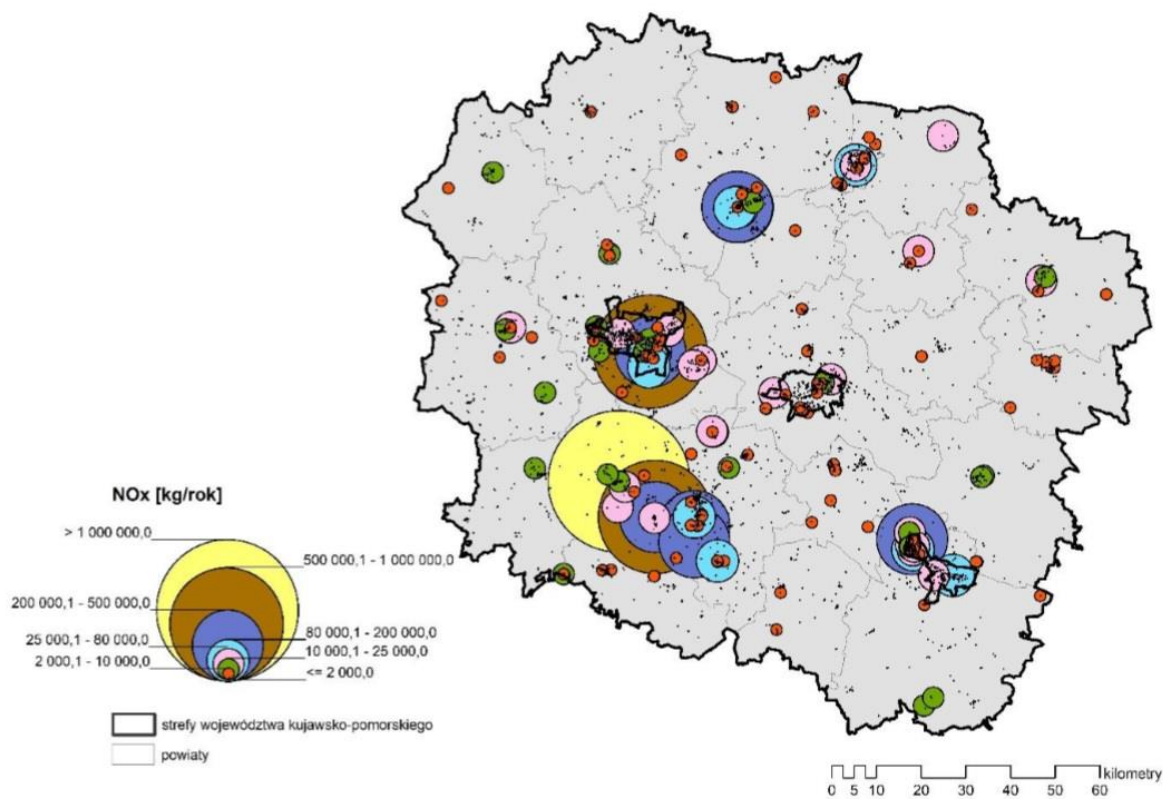 NOx [kg/rok]
> 1 000 000,0
500 000,1 - 1 000 000,0
200 000,1 - 500 000,0
80 000,1 - 200 000,0
25 000,1 - 80 000,0
10 000,1 - 25 000,0
2 000,1 - 10 000,0
<= 2 000,0
strefy województwa kujawsko-pomorskiego
powiaty
kilometry
0 5 10 20 30 40 50 60